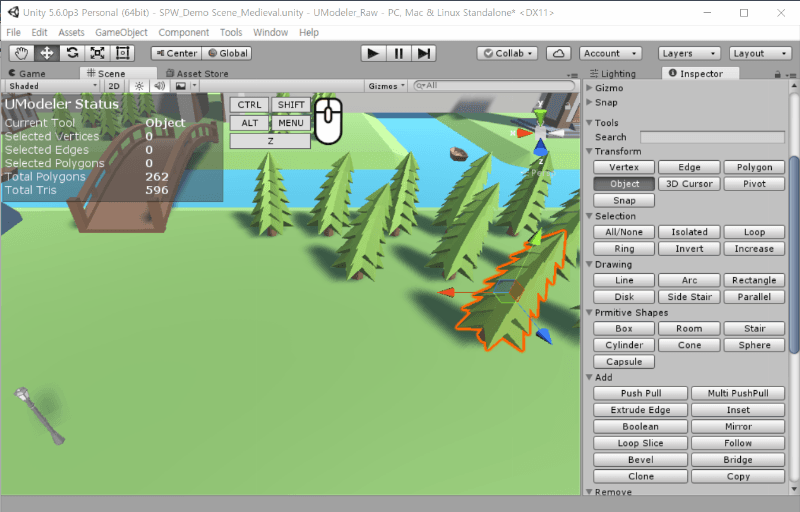 Unity 5.6.0p3 Personal (64bit) - SPW_Demo Scene_Medieval.unity - UModeler_Raw - PC, Mac & Linux Standalone* <DX11>
File Edit Assets GameObject Component Tools Window Help
Center Global Collab Account Layers Layout
Game Scene Asset Store Lighting Inspector
Shaded 2D Gizmos All
UModeler Status
Current Tool Object
Selected Vertices 0
Selected Edges 0
Selected Polygons 0
Total Polygons 262
Total Tris 596
CTRL SHIFT
ALT MENU
Z
y
x
z
Gizmo
Snap
Tools
Search
Transform
Vertex Edge Polygon
Object 3D Cursor Pivot
Snap
Selection
All/None Isolated Loop
Ring Invert Increase
Drawing
Line Arc Rectangle
Disk Side Stair Parallel
Prmitive Shapes
Box Room Stair
Cylinder Cone Sphere
Capsule
Add
Push Pull Multi PushPull
Extrude Edge Inset
Boolean Mirror
Loop Slice Follow
Bevel Bridge
Clone Copy
Remove